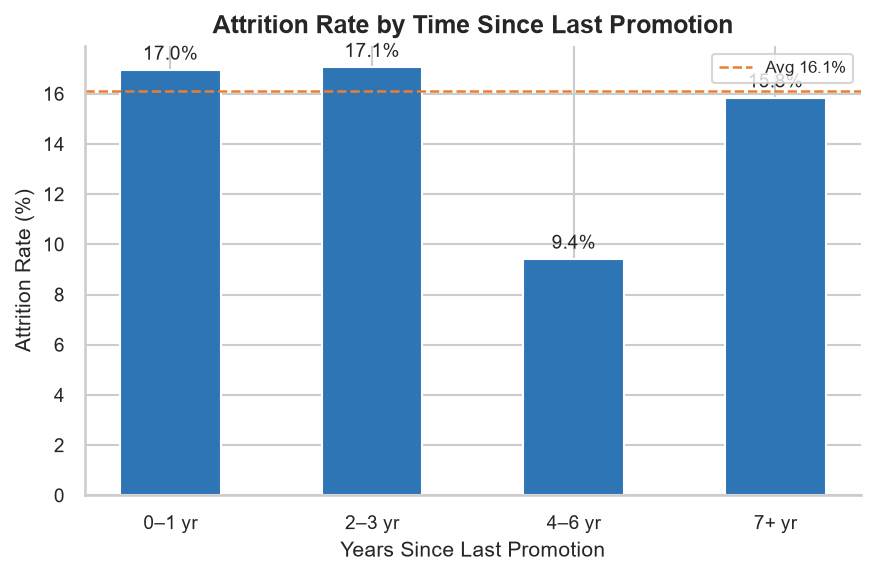 Attrition Rate by Time Since Last Promotion
17.0%
17.1%
9.4%
15.8%
Avg 16.1%
Attrition Rate (%)
16
14
12
10
8
6
4
2
0
0–1 yr
2–3 yr
4–6 yr
7+ yr
Years Since Last Promotion